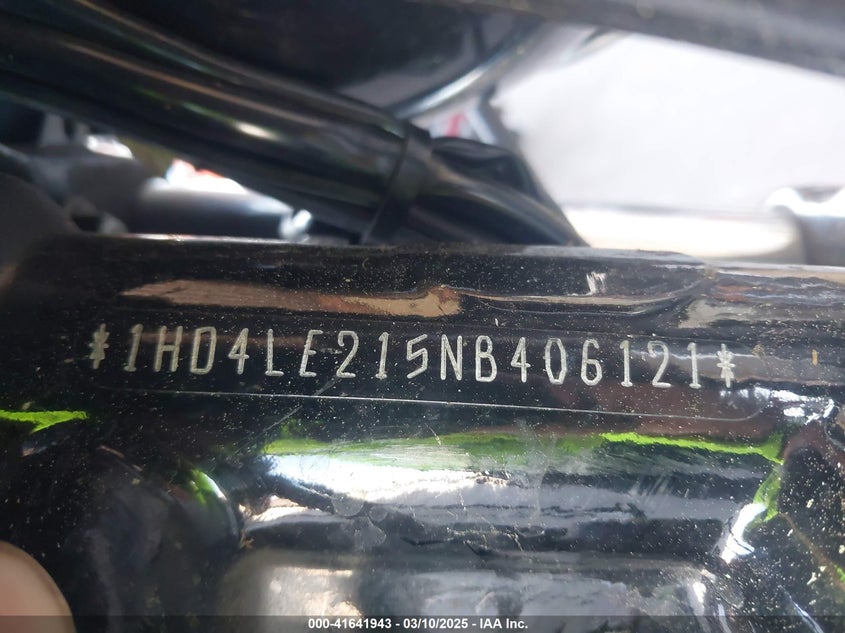 *1HD4LE215NB406121*
000-41641943 — 03/10/2025 — IAA Inc.